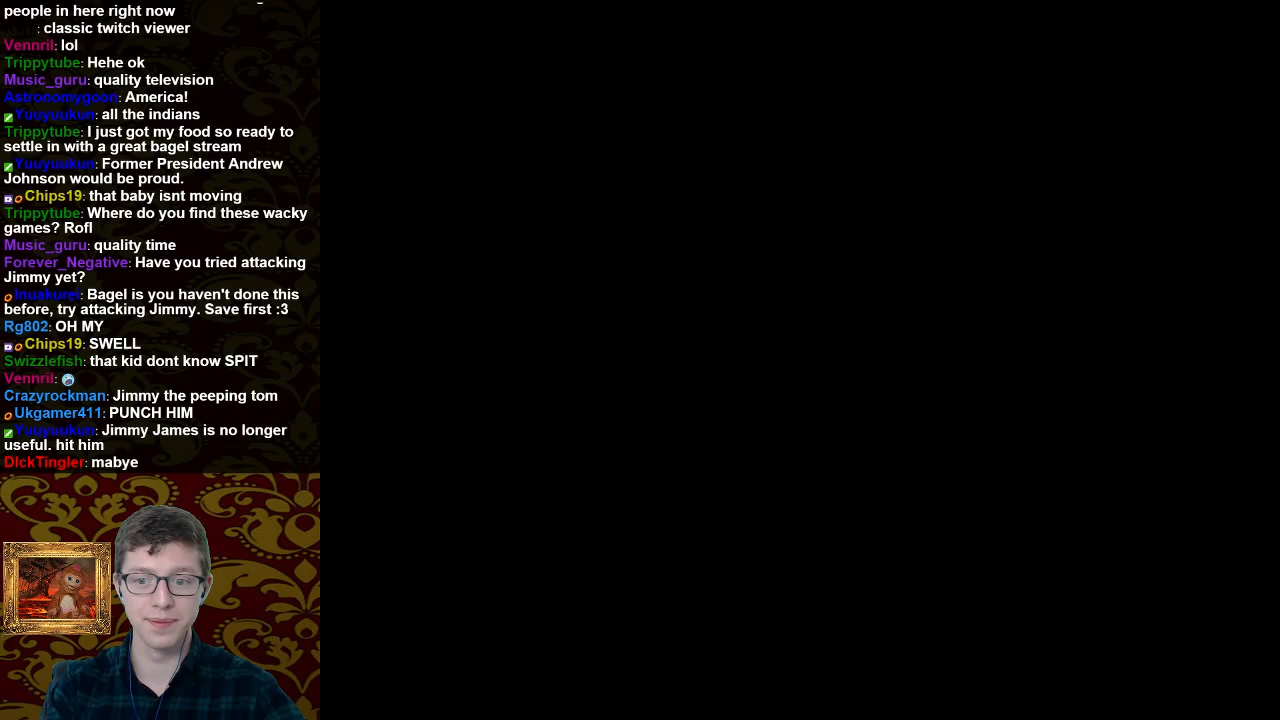 people in here right now
: classic twitch viewer
Vennril: lol
Trippytube: Hehe ok
Music_guru: quality television
Astronomygoon: America!
Yuuyuukun: all the indians
Trippytube: I just got my food so ready to
settle in with a great bagel stream
Yuuyuukun: Former President Andrew
Johnson would be proud.
Chips19: that baby isnt moving
Trippytube: Where do you find these wacky
games? Rofl
Music_guru: quality time
Forever_Negative: Have you tried attacking
Jimmy yet?
Inuakurei: Bagel is you haven't done this
before, try attacking Jimmy. Save first :3
Rg802: OH MY
Chips19: SWELL
Swizzlefish: that kid dont know SPIT
Vennril:
Crazyrockman: Jimmy the peeping tom
Ukgamer411: PUNCH HIM
Yuuyuukun: Jimmy James is no longer
useful. hit him
DIckTingler: mabye